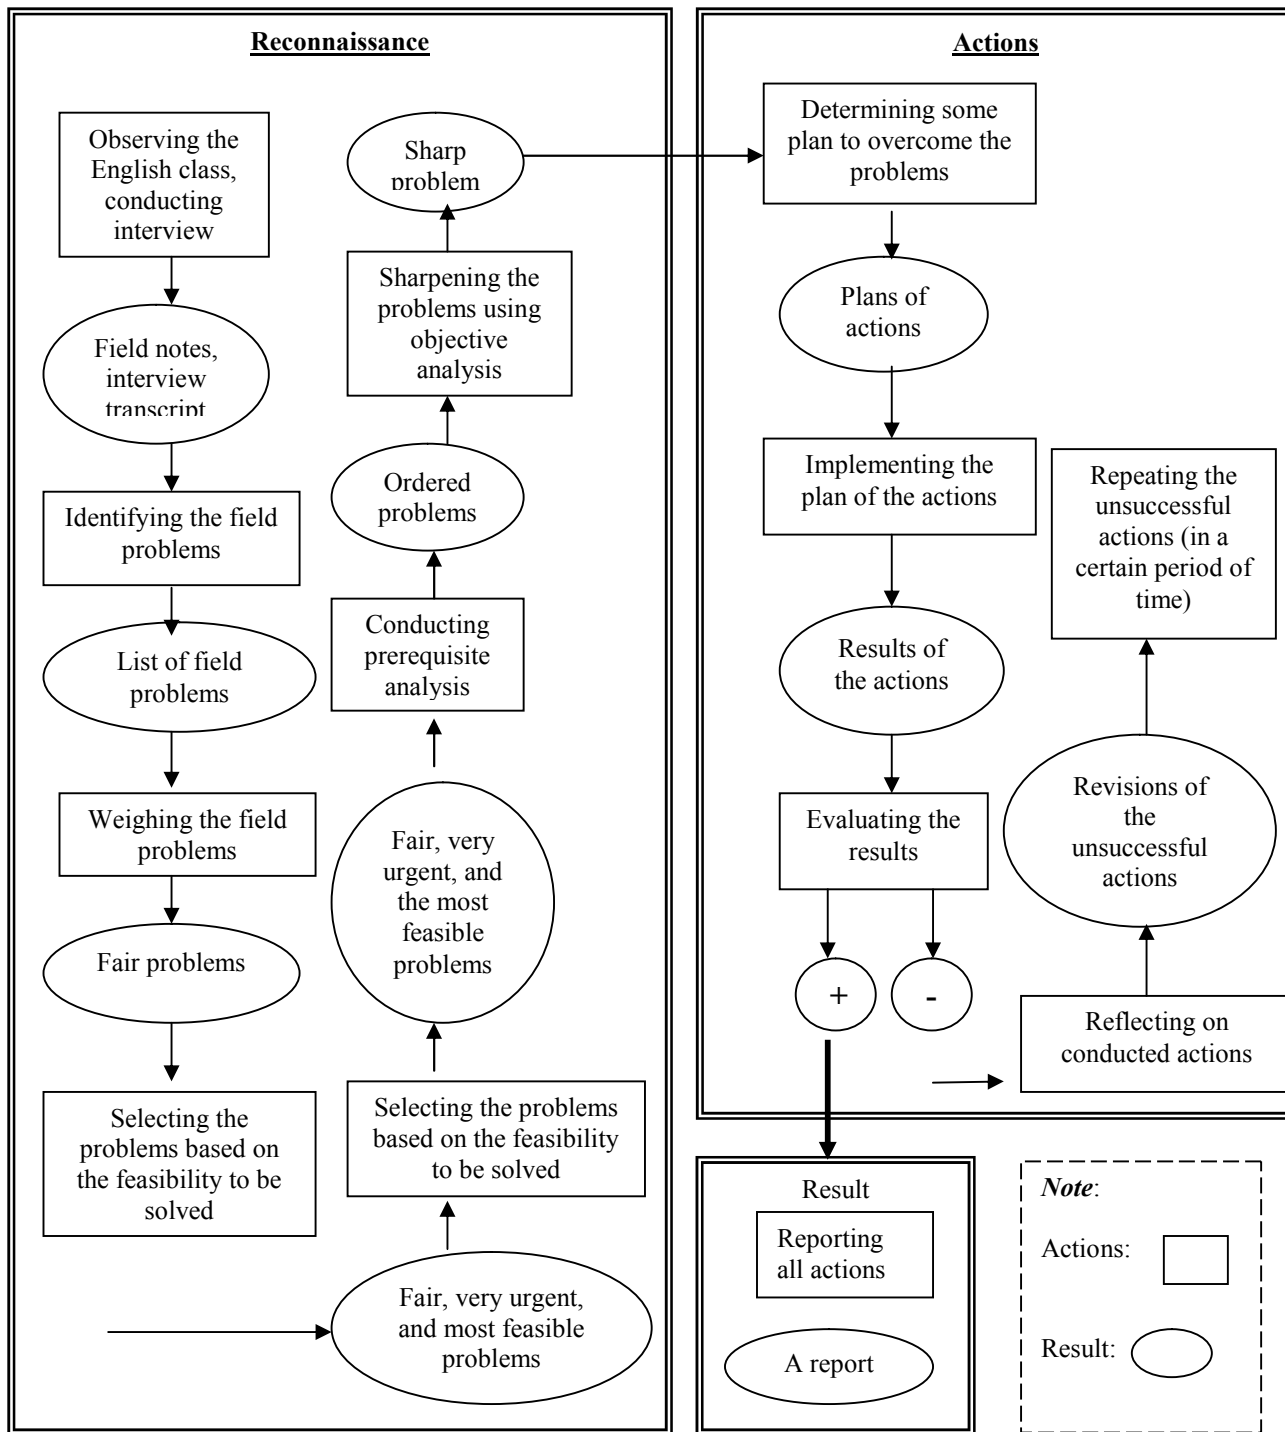 Reconnaissance
Observing the
English class,
conducting
interview
Field notes,
interview
transcript
Identifying the field
problems
List of field
problems
Weighing the field
problems
Fair problems
Selecting the
problems based on
the feasibility to be
solved
Fair, very urgent,
and most feasible
problems
Selecting the problems
based on the feasibility
to be solved
Fair, very
urgent, and
the most
feasible
problems
Conducting
prerequisite
analysis
Ordered
problems
Sharpening the
problems using
objective
analysis
Sharp
problem
Actions
Determining some
plan to overcome the
problems
Plans of
actions
Implementing the
plan of the actions
Results of
the actions
Evaluating the
results
+
-
Reflecting on
conducted actions
Revisions of
the
unsuccessful
actions
Repeating the
unsuccessful
actions (in a
certain period of
time)
Result
Reporting
all actions
A report
Note:
Actions:
Result: